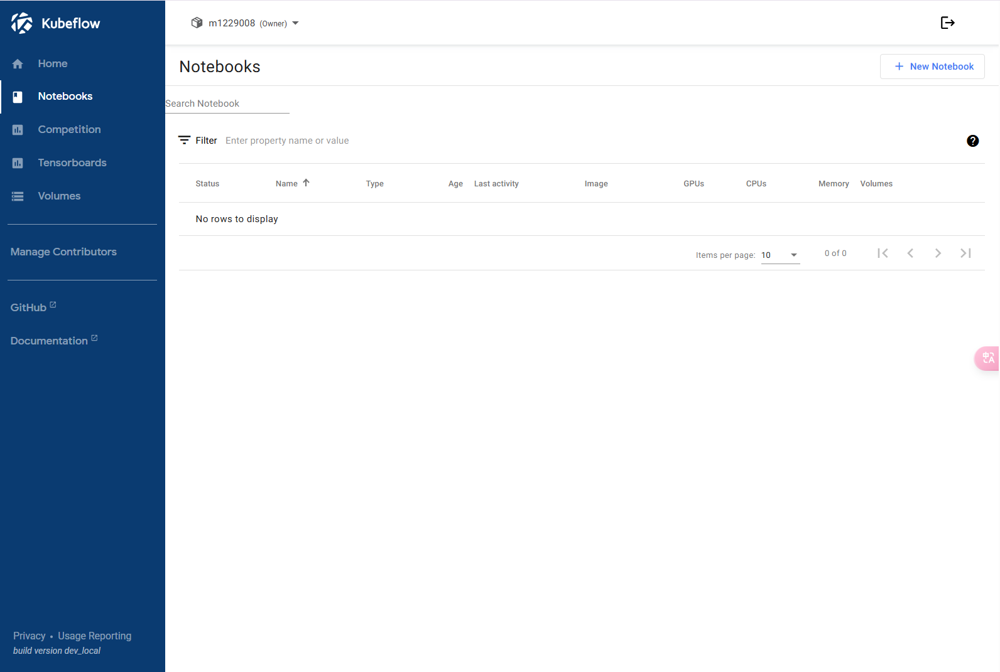 Kubeflow
m1229008 (Owner)
Home
Notebooks
Competition
Tensorboards
Volumes
Manage Contributors
GitHub
Documentation
Privacy • Usage Reporting
build version dev_local
Notebooks
+ New Notebook
Search Notebook
Filter Enter property name or value
?
Status Name Type Age Last activity Image GPUs CPUs Memory Volumes
No rows to display
Items per page: 10 0 of 0
中A